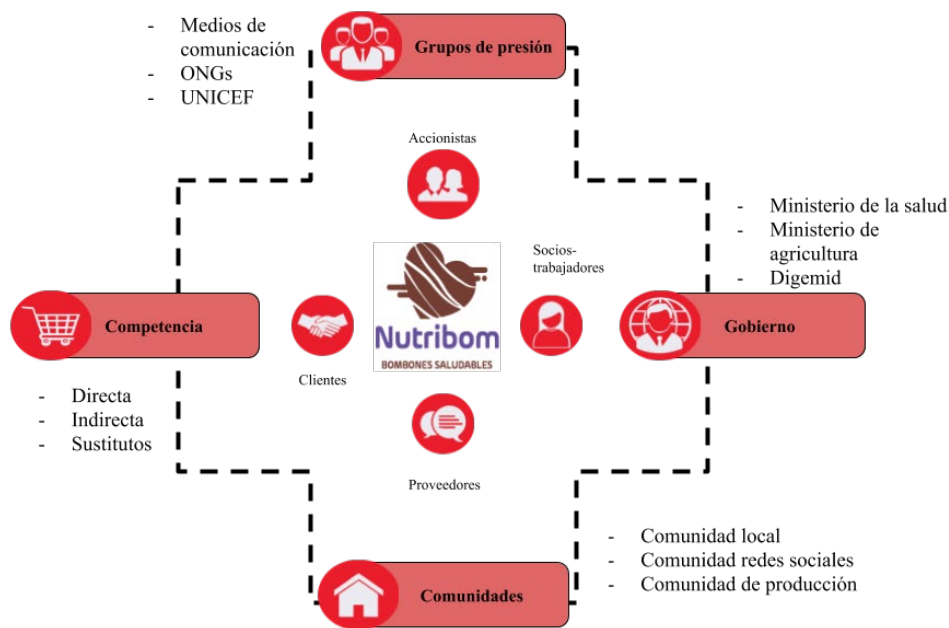 - Medios de
comunicación
- ONGs
- UNICEF
Grupos de presión
Accionistas
- Ministerio de la salud
- Ministerio de
agricultura
- Digemid
Socios-
trabajadores
Competencia
Nutribom
BOMBONES SALUDABLES
Gobierno
Clientes
- Directa
- Indirecta
- Sustitutos
Proveedores
- Comunidad local
- Comunidad redes sociales
- Comunidad de producción
Comunidades